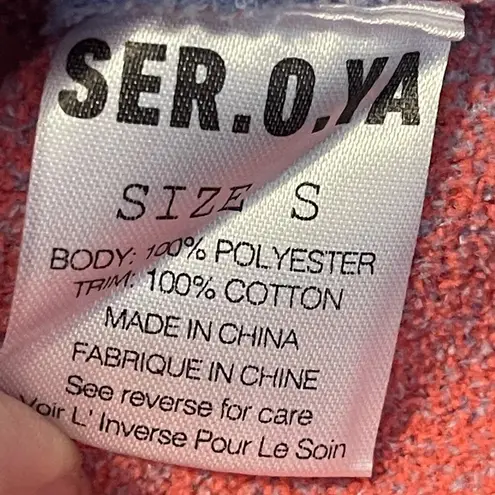 SER.O.YA
SIZE S
BODY: 100% POLYESTER
TRIM: 100% COTTON
MADE IN CHINA
FABRIQUE IN CHINE
See reverse for care
Voir L' Inverse Pour Le Soin